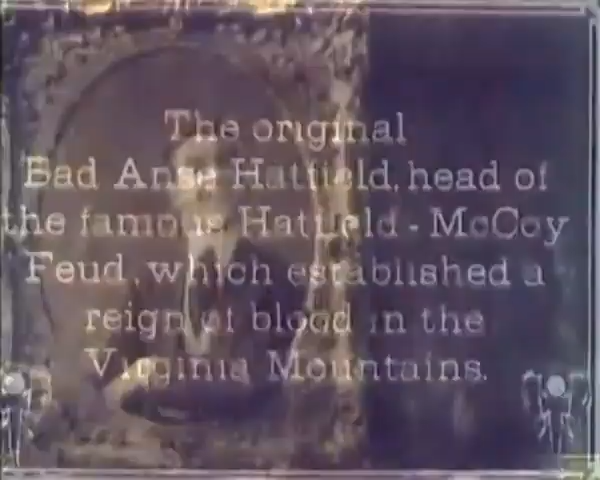 The original
Bad Anse Hatfield, head of
the famous Hatfield - McCoy
Feud, which established a
reign of blood in the
Virginia Mountains.